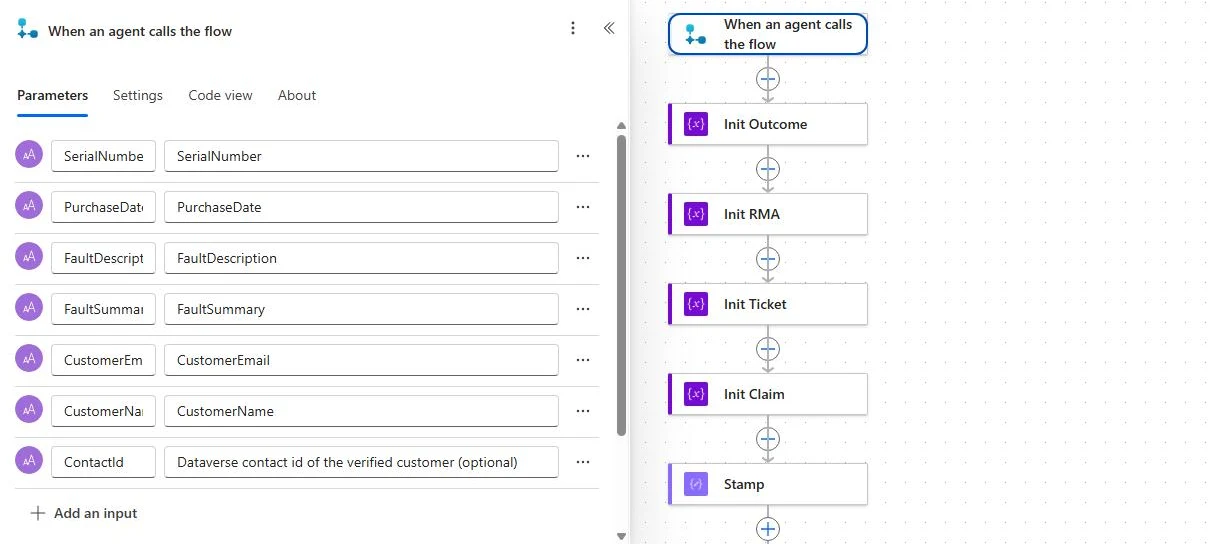 When an agent calls the flow
Parameters Settings Code view About
SerialNumbe SerialNumber
PurchaseDat PurchaseDate
FaultDescript FaultDescription
FaultSummar FaultSummary
CustomerEm CustomerEmail
CustomerNa CustomerName
ContactId Dataverse contact id of the verified customer (optional)
Add an input
When an agent calls
the flow
Init Outcome
Init RMA
Init Ticket
Init Claim
Stamp